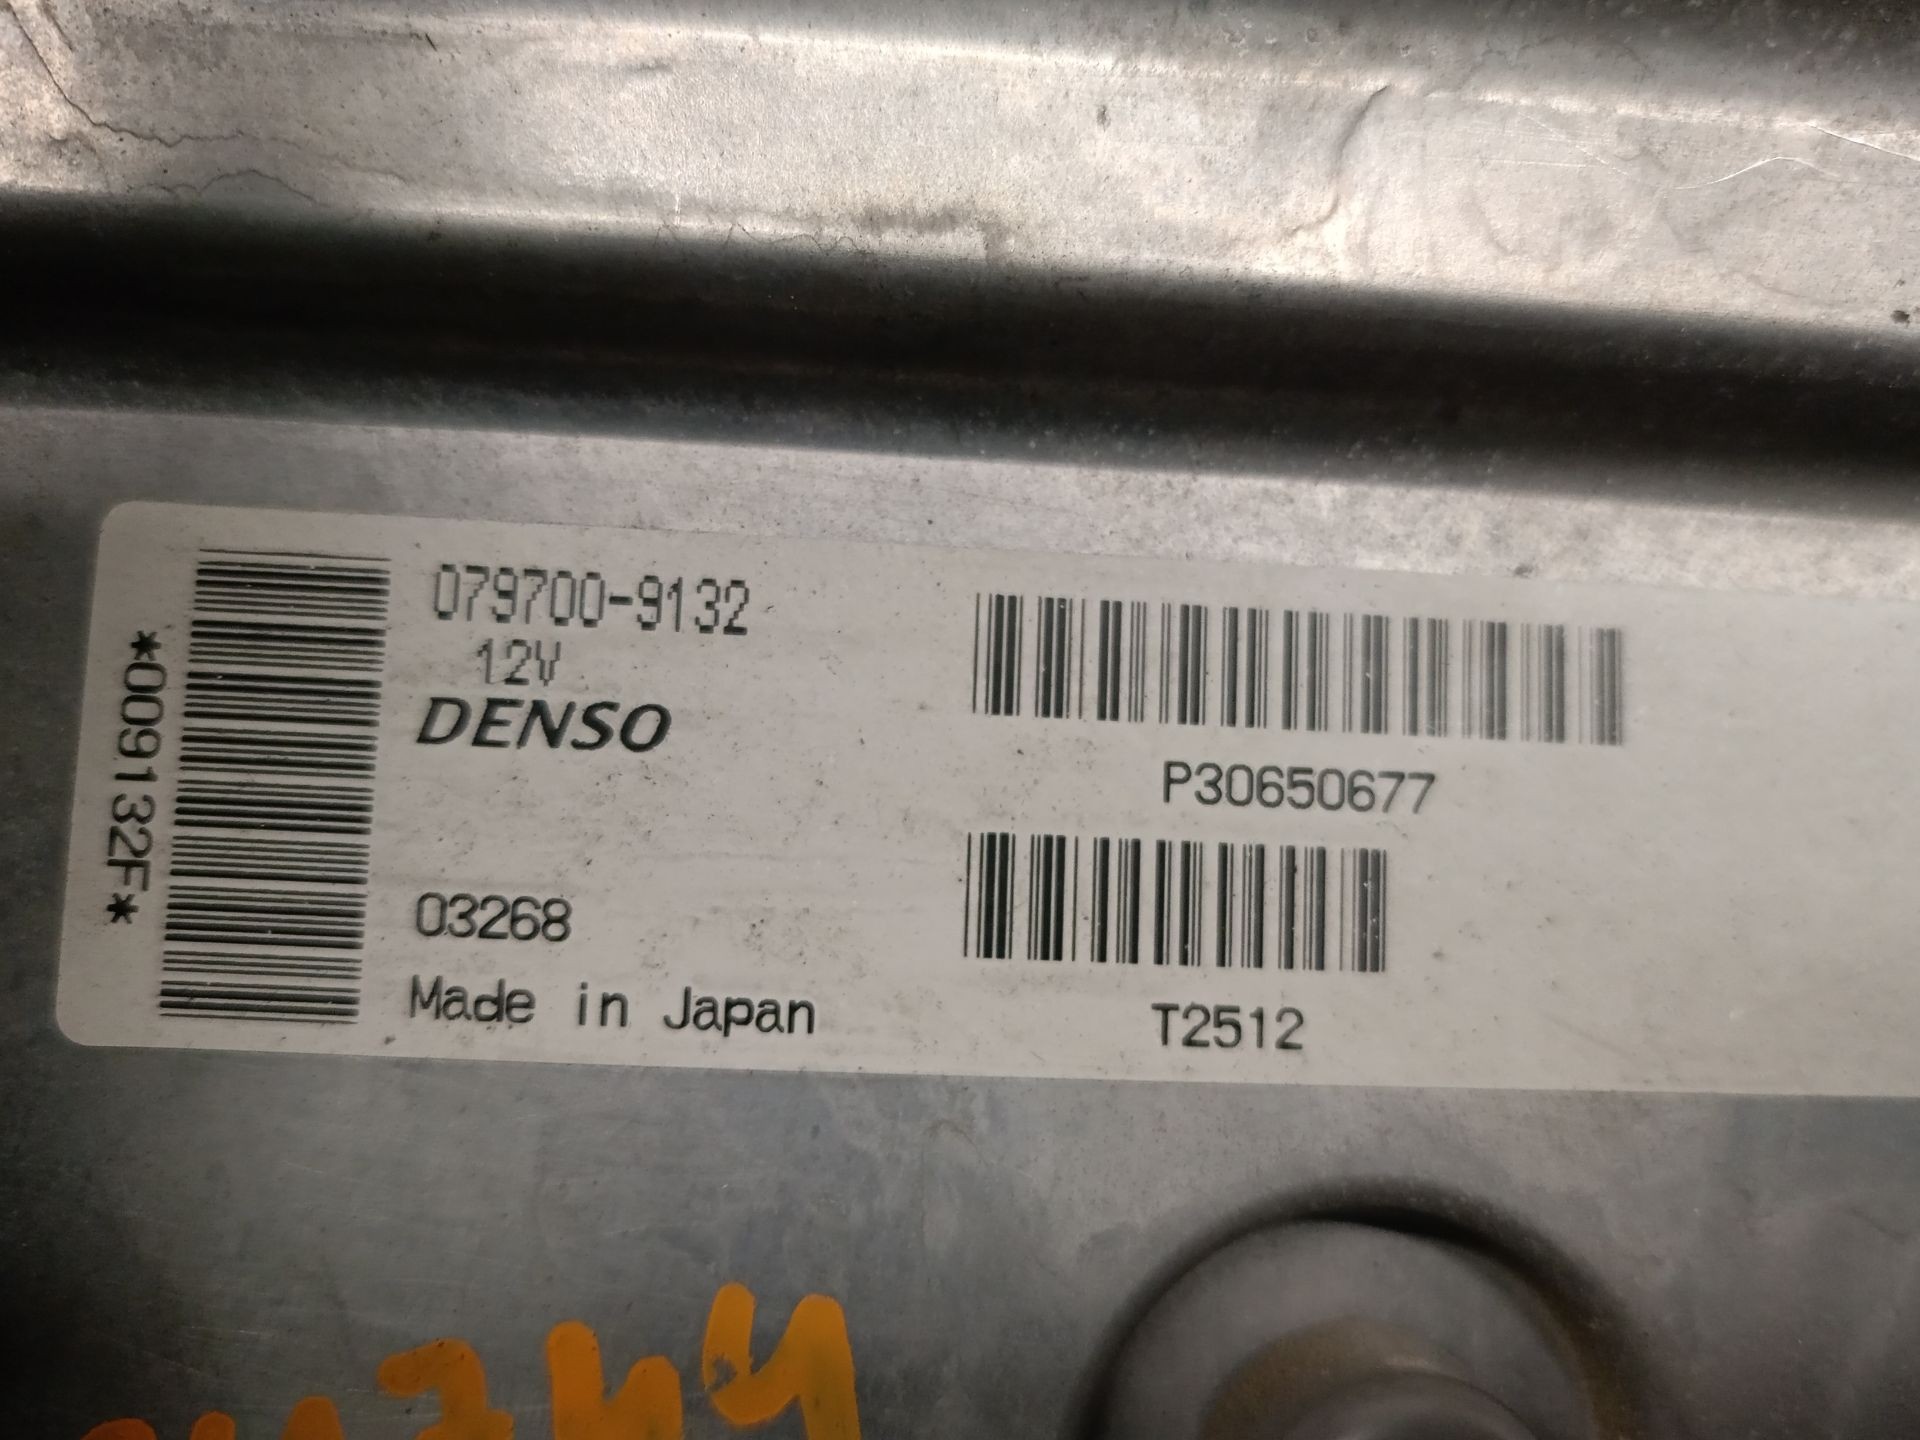 *009132F*
079700-9132
12V
DENSO
03268
Made in Japan
P30650677
T2512